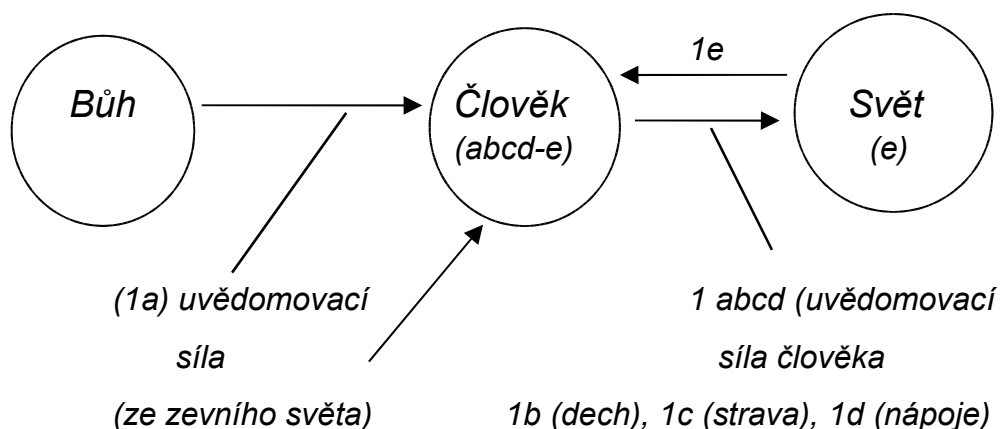 1e
Bůh
Člověk
(abcd-e)
Svět
(e)
(1a) uvědomovací
síla
(ze zevního světa)
1 abcd (uvědomovací
síla člověka
1b (dech), 1c (strava), 1d (nápoje)